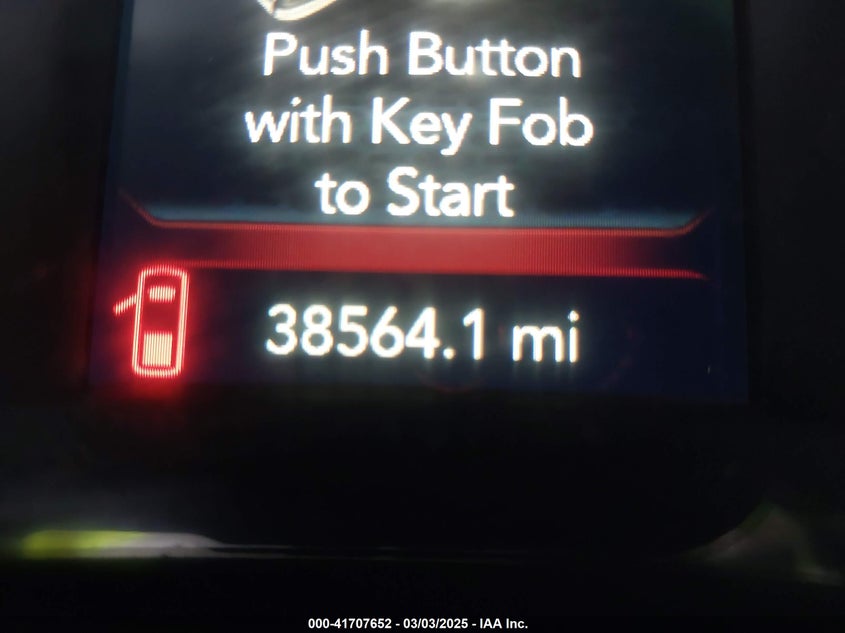 Push Button
with Key Fob
to Start
38564.1 mi
000-41707652 - 03/03/2025 - IAA Inc.